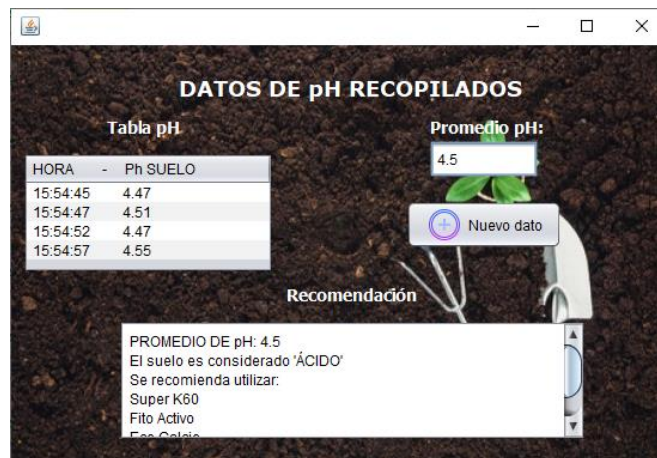 DATOS DE pH RECOPILADOS
Tabla pH
Promedio pH:
HORA - Ph SUELO
4.5
15:54:45 4.47
15:54:47 4.51
15:54:52 4.47
15:54:57 4.55
Nuevo dato
Recomendación
PROMEDIO DE pH: 4.5
El suelo es considerado 'ÁCIDO'
Se recomienda utilizar:
Super K60
Fito Activo